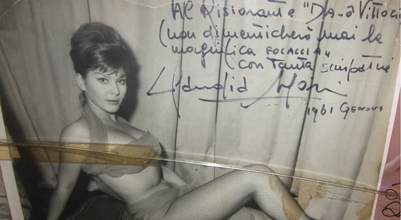 Al Ristorante "Da-ò Vittorio"
(non dimenticherò mai la
magnifica FOCACCIA)
con tanta simpatia
1961 Genova